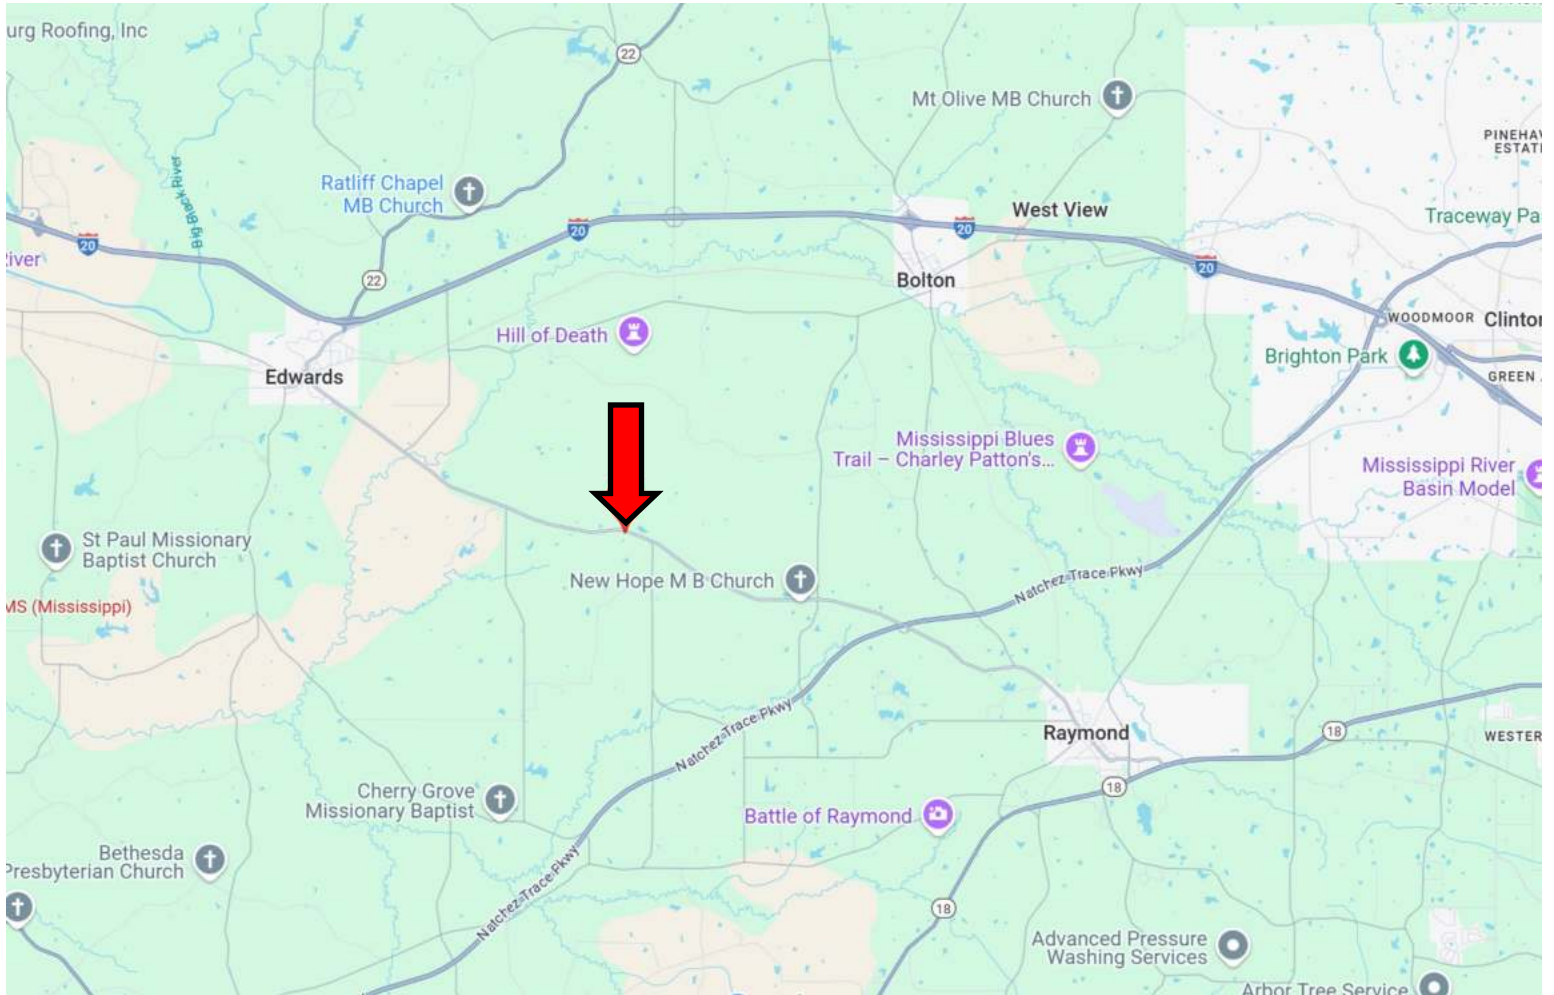 urg Roofing, Inc
22
Mt Olive MB Church
PINEHAV
ESTATE
Big Black River
Ratliff Chapel
MB Church
West View
Traceway Pa
20
20
20
20
iver
22
Bolton
WOODMOOR
Clinton
Hill of Death
Brighton Park
Edwards
GREEN
Mississippi Blues
Trail – Charley Patton's...
Mississippi River
Basin Model
St Paul Missionary
Baptist Church
New Hope M B Church
Natchez Trace Pkwy
MS (Mississippi)
Raymond
18
WESTER
Natchez Trace Pkwy
Cherry Grove
Missionary Baptist
18
Battle of Raymond
Bethesda
Presbyterian Church
Natchez Trace Pkwy
18
Advanced Pressure
Washing Services
Arbor Tree Service